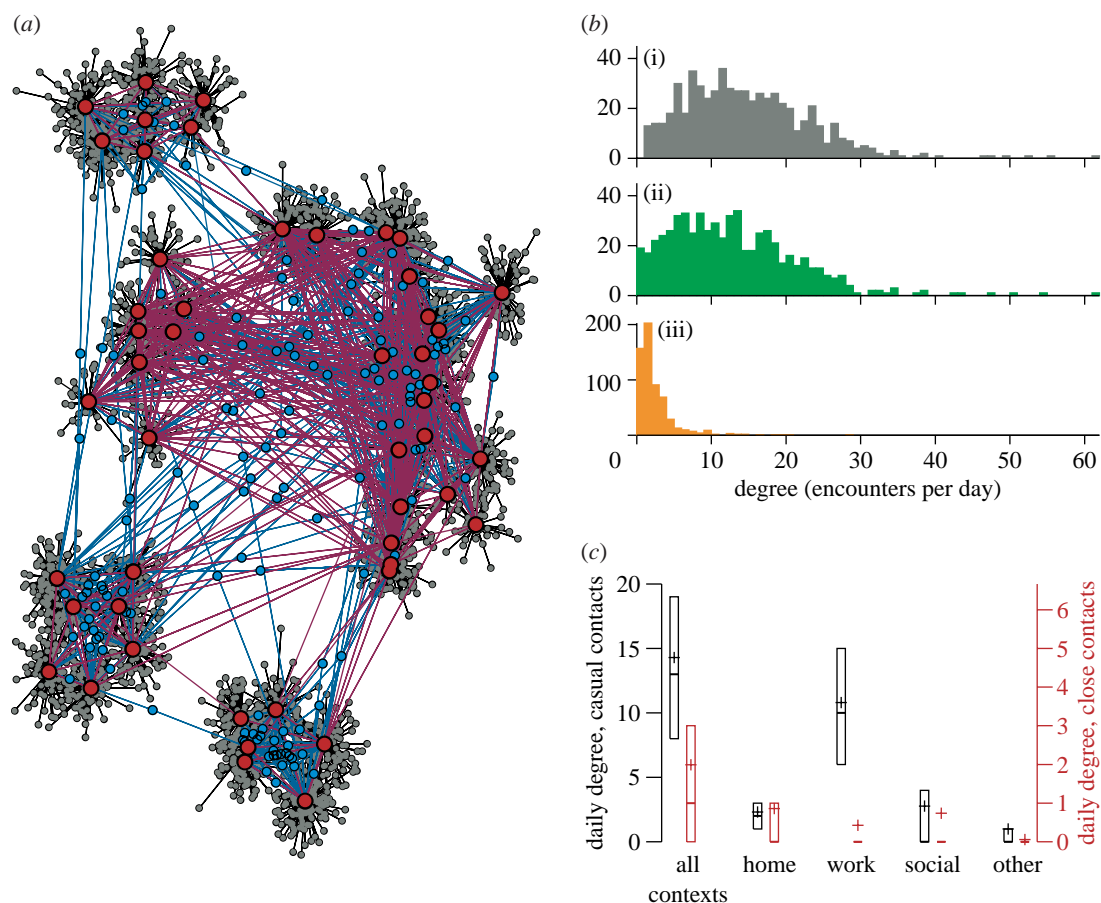 (a)
(b)
(i)
40
20
0
(ii)
40
20
0
(iii)
200
100
0 10 20 30 40 50 60
degree (encounters per day)
(c)
daily degree, casual contacts
20
15
10
5
0
all contexts
home
work
social
other
6
5
4
3
2
1
0
daily degree, close contacts